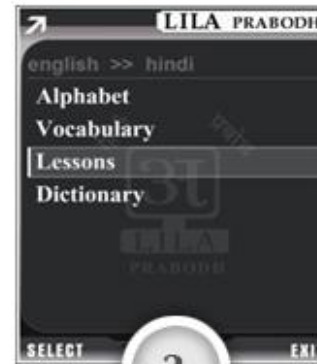 LILA PRABODH
english >> hindi
Alphabet
Vocabulary
Lessons
Dictionary
अ
LILA
PRABODH
SELECT
EXI